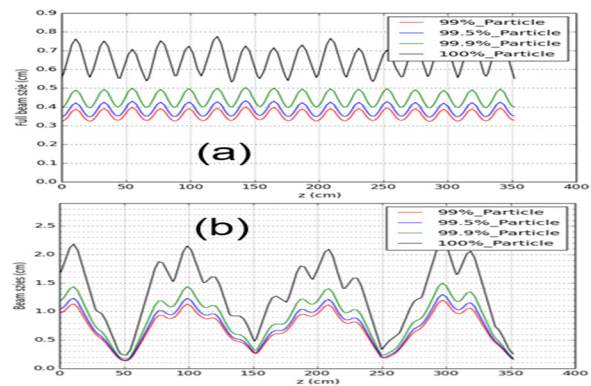 0.9
0.8
0.7
0.6
0.5
0.4
0.3
0.2
0.1
0.0
Full beam szie (cm)
99%_Particle
99.5%_Particle
99.9%_Particle
100%_Particle
(a)
0 50 100 150 200 250 300 350 400
z (cm)
2.5
2.0
1.5
1.0
0.5
0.0
Beam szies (cm)
99%_Particle
99.5%_Particle
99.9%_Particle
100%_Particle
(b)
0 50 100 150 200 250 300 350 400
z (cm)